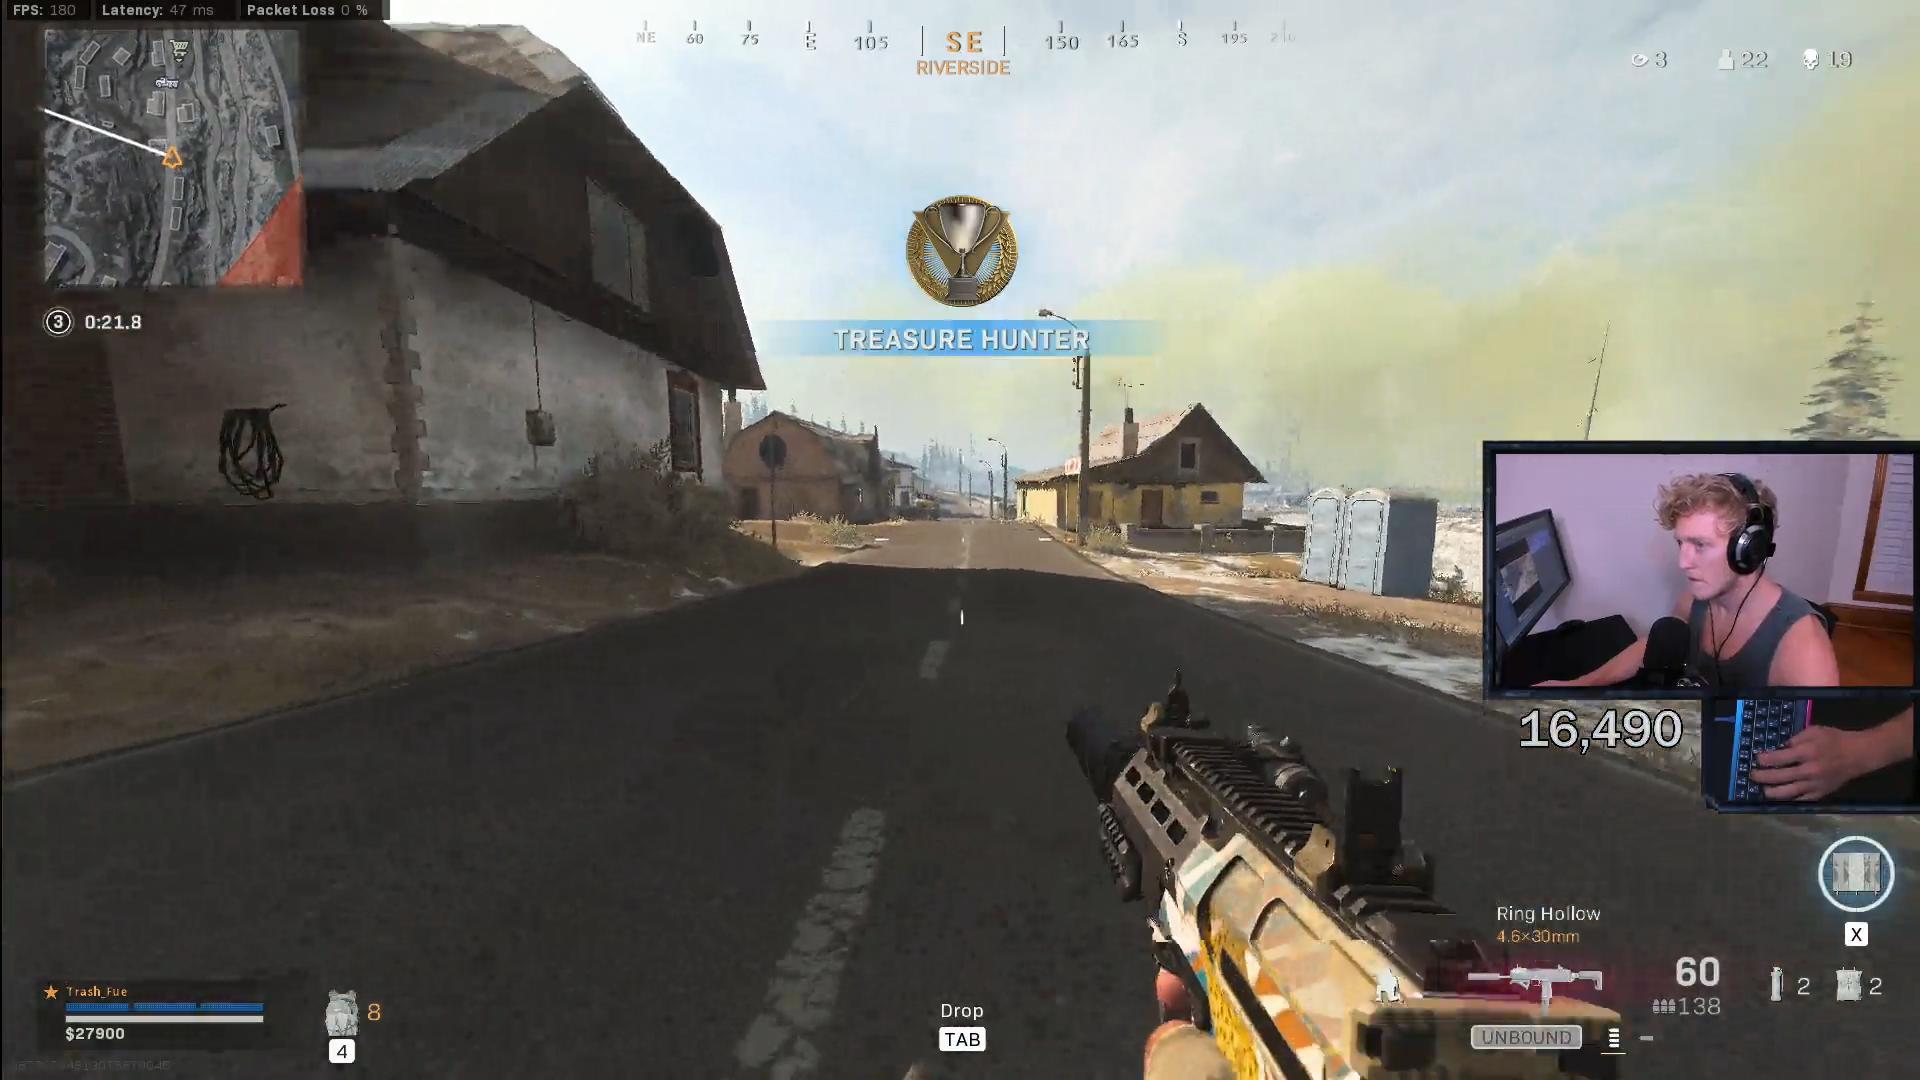 FPS: 180 Latency: 47 ms Packet Loss 0 %
NE 60 75 E 105 SE 150 165 S 195 210
RIVERSIDE
3 22 19
TREASURE HUNTER
3 0:21.8
16,490
X
Ring Hollow
4.6×30mm
60
138
2 2
UNBOUND
Trash_Fue
$27900
8
4
Drop
TAB